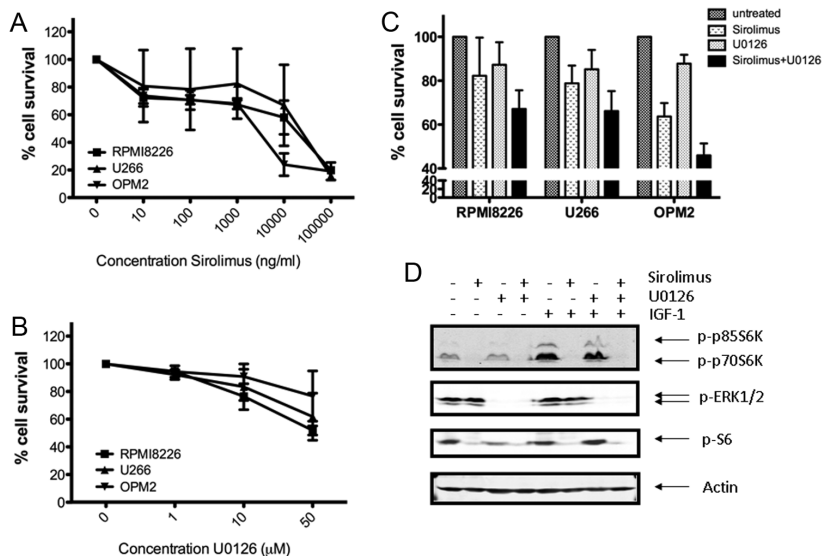 A
% cell survival
120
100
80
60
40
20
0
RPMI8226
U266
OPM2
0
10
100
1000
10000
100000
Concentration Sirolimus (ng/ml)
B
% cell survival
120
100
80
60
40
20
0
RPMI8226
U266
OPM2
0
1
10
50
Concentration U0126 (µM)
C
untreated
Sirolimus
U0126
Sirolimus+U0126
% cell survival
100
80
60
40
40
20
0
RPMI8226
U266
OPM2
D
- + - + - + - + Sirolimus
- - + + - - + + U0126
- - - - + + + + IGF-1
p-p85S6K
p-p70S6K
p-ERK1/2
p-S6
Actin